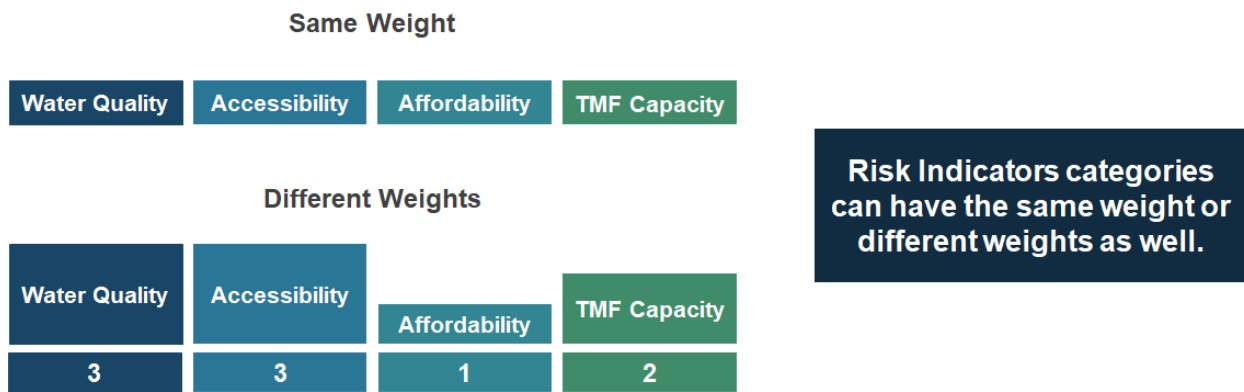 Same Weight
Water Quality
Accessibility
Affordability
TMF Capacity
Risk Indicators categories
can have the same weight or
different weights as well.
Different Weights
Water Quality
Accessibility
Affordability
TMF Capacity
3
3
1
2